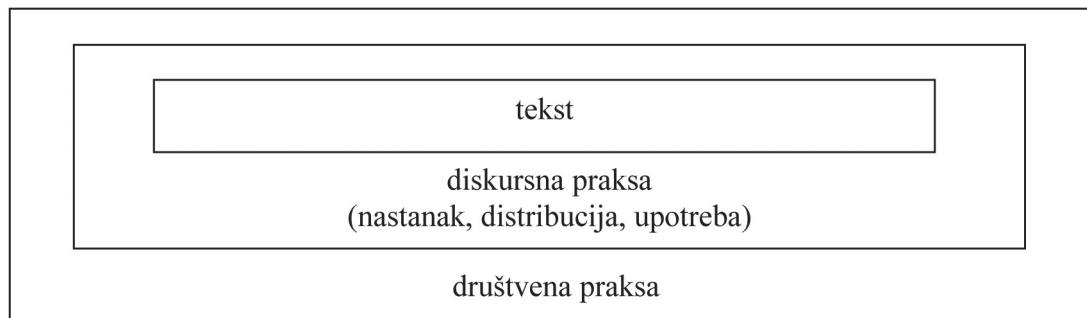 tekst
diskursna praksa
(nastanak, distribucija, upotreba)
društvena praksa